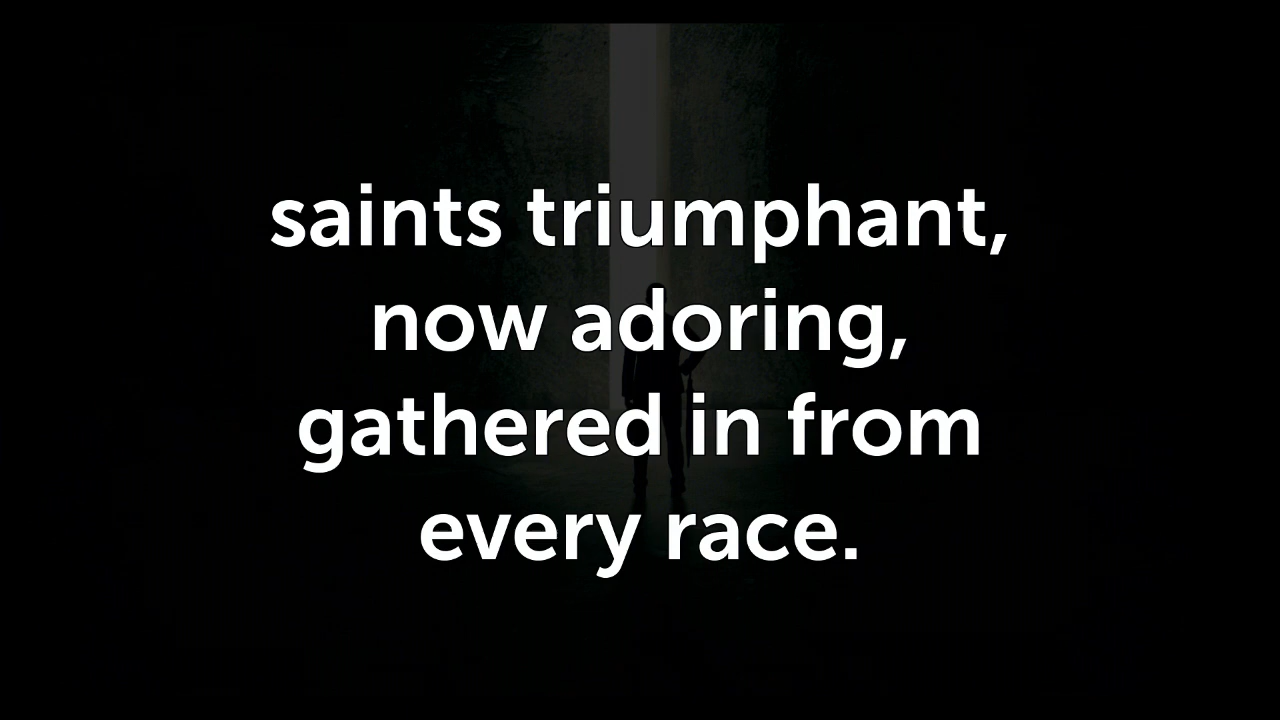 saints triumphant,
now adoring,
gathered in from
every race.